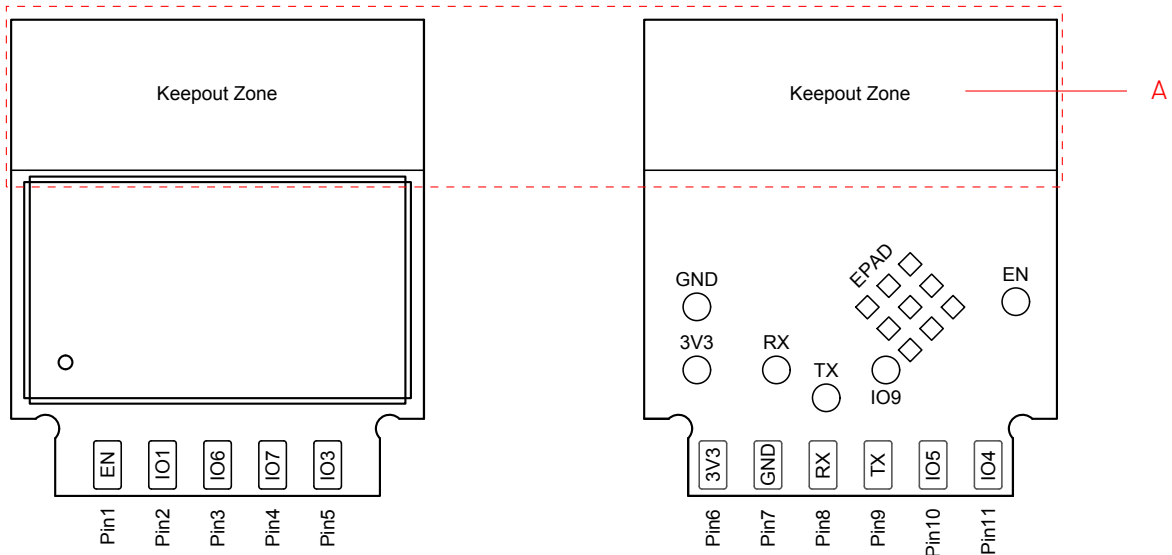 Keepout Zone
Keepout Zone
A
EPAD
GND
EN
3V3
RX
TX
IO9
EN
IO1
IO6
IO7
IO3
3V3
GND
RX
TX
IO5
IO4
Pin1
Pin2
Pin3
Pin4
Pin5
Pin6
Pin7
Pin8
Pin9
Pin10
Pin11